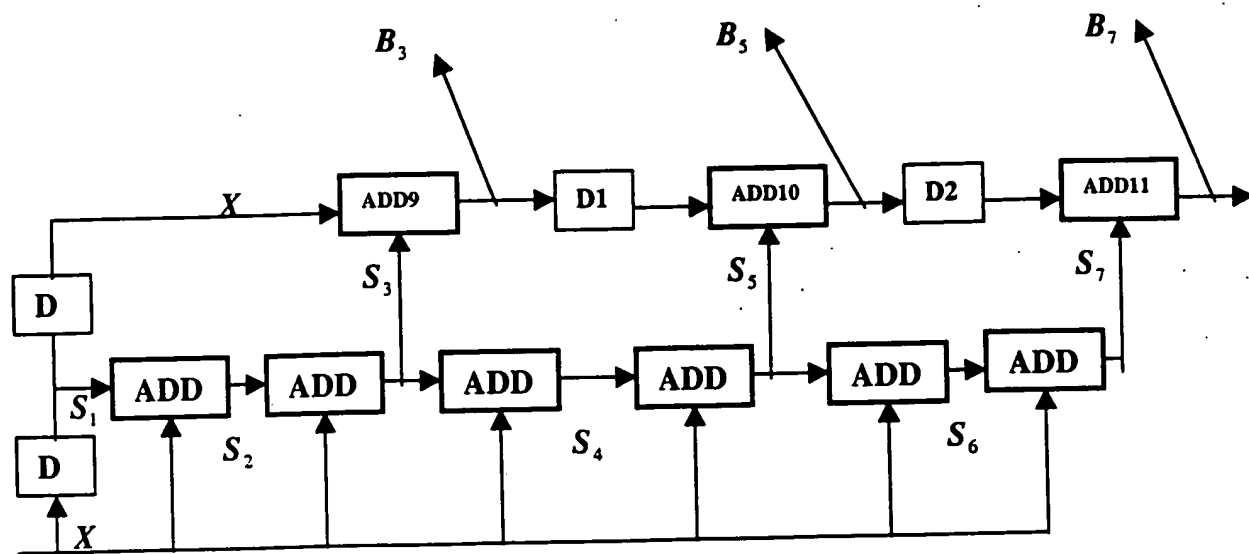 B₃ B₅ B₇
X ADD9 D1 ADD10 D2 ADD11
S₃ S₅ S₇
D
ADD ADD ADD ADD ADD ADD
S₁ S₂ S₄ S₆
D
X